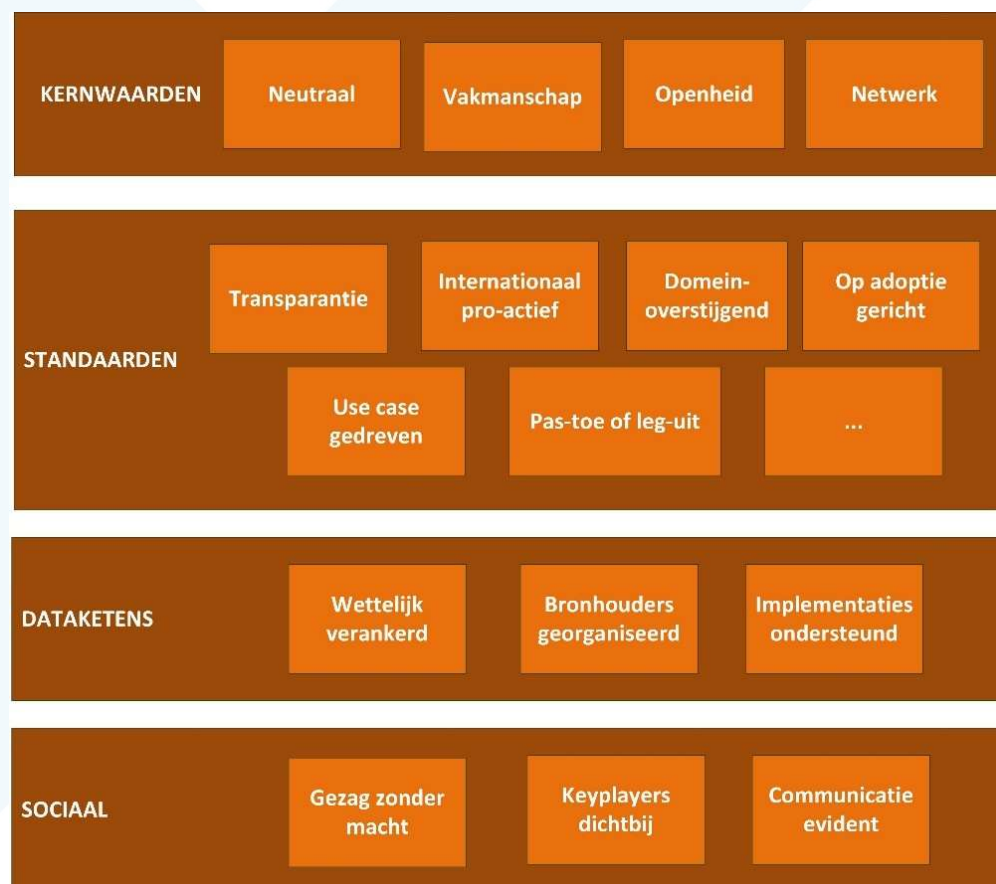 KERNWAARDEN
Neutraal
Vakmanschap
Openheid
Netwerk
STANDAARDEN
Transparantie
Internationaal
pro-actief
Domein-
overstijgend
Op adoptie
gericht
Use case
gedreven
Pas-toe of leg-uit
...
DATAKETENS
Wettelijk
verankerd
Bronhouders
georganiseerd
Implementaties
ondersteund
SOCIAAL
Gezag zonder
macht
Keyplayers
dichtbij
Communicatie
evident